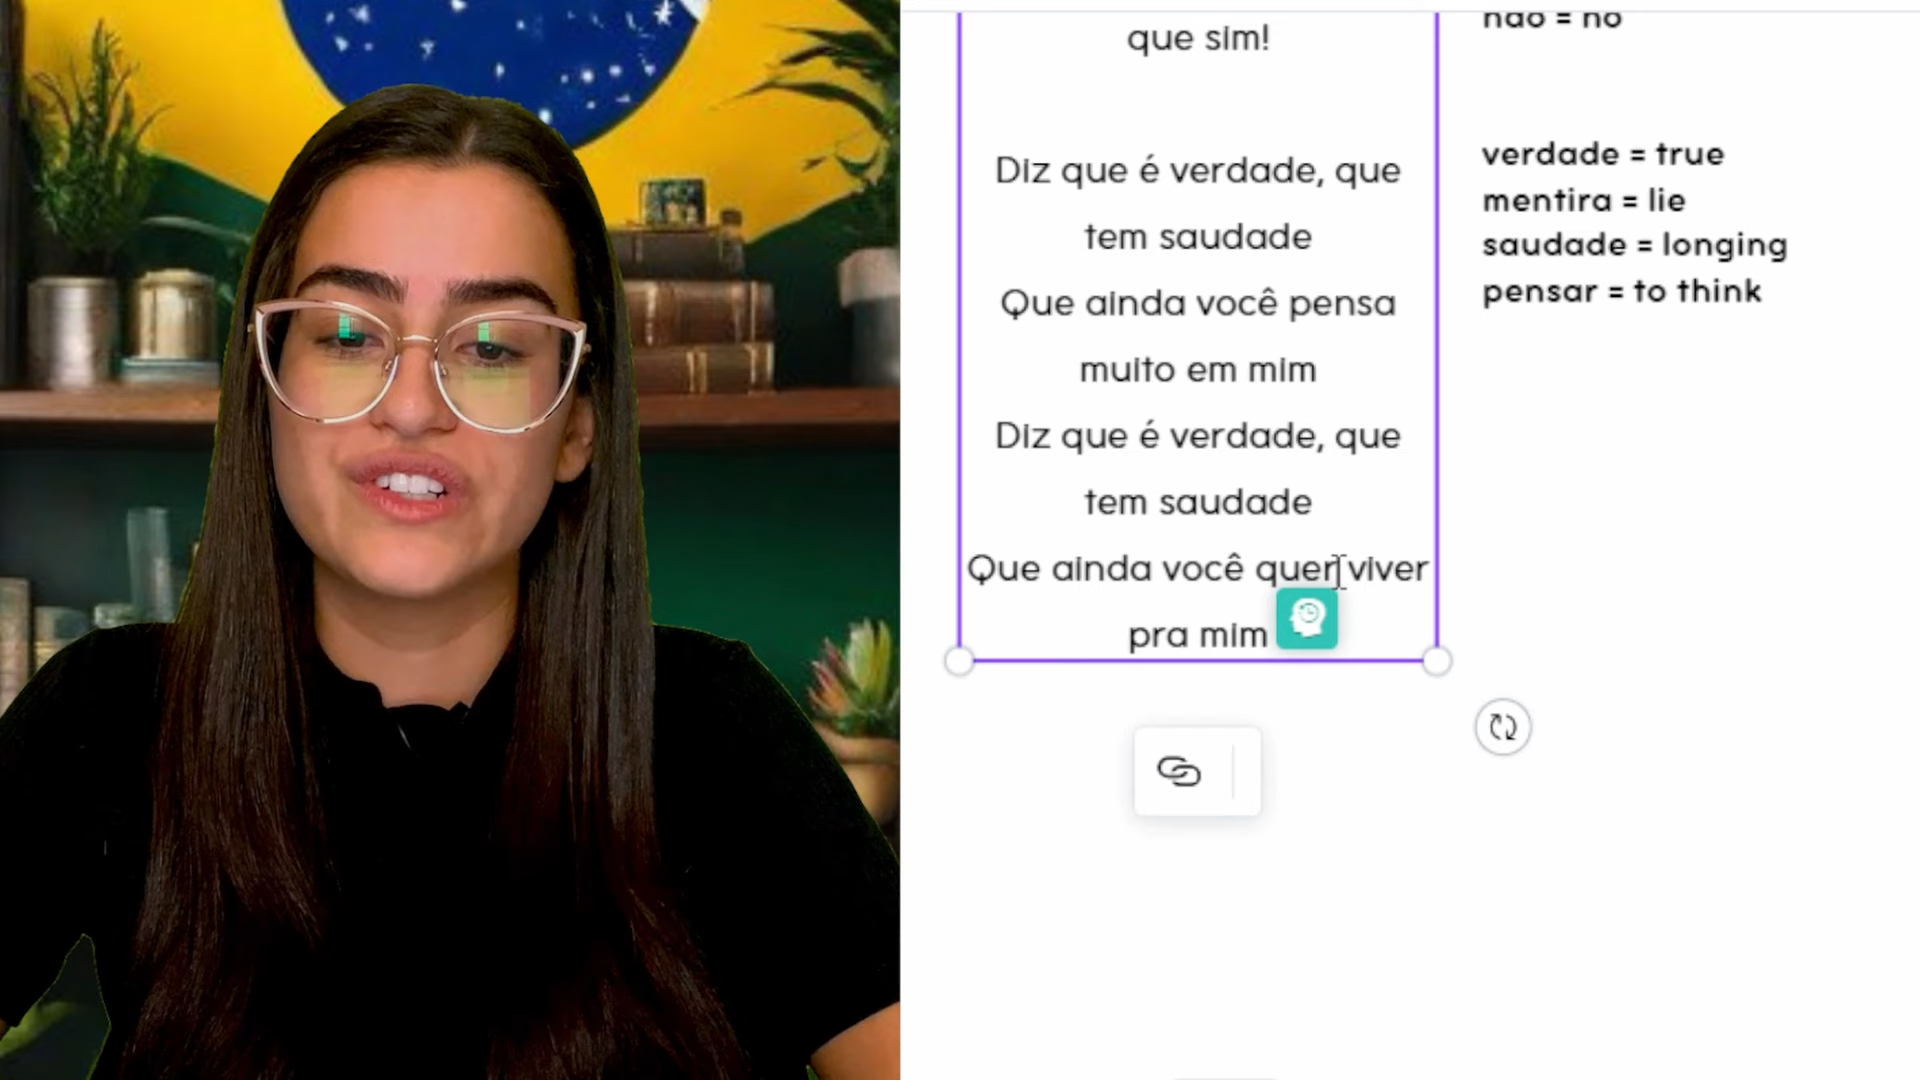 que sim!
Diz que é verdade, que
tem saudade
Que ainda você pensa
muito em mim
Diz que é verdade, que
tem saudade
Que ainda você quer viver
pra mim
não = no
verdade = true
mentira = lie
saudade = longing
pensar = to think